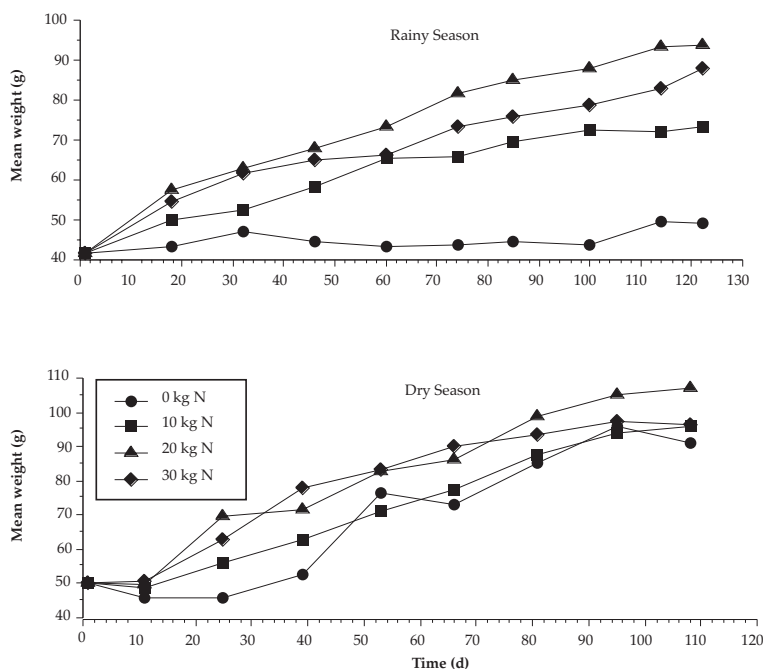 Rainy Season
Mean weight (g)
100
90
80
70
60
50
40
0 10 20 30 40 50 60 70 80 90 100 110 120 130
Dry Season
Mean weight (g)
110
100
90
80
70
60
50
40
0 kg N
10 kg N
20 kg N
30 kg N
0 10 20 30 40 50 60 70 80 90 100 110 120
Time (d)